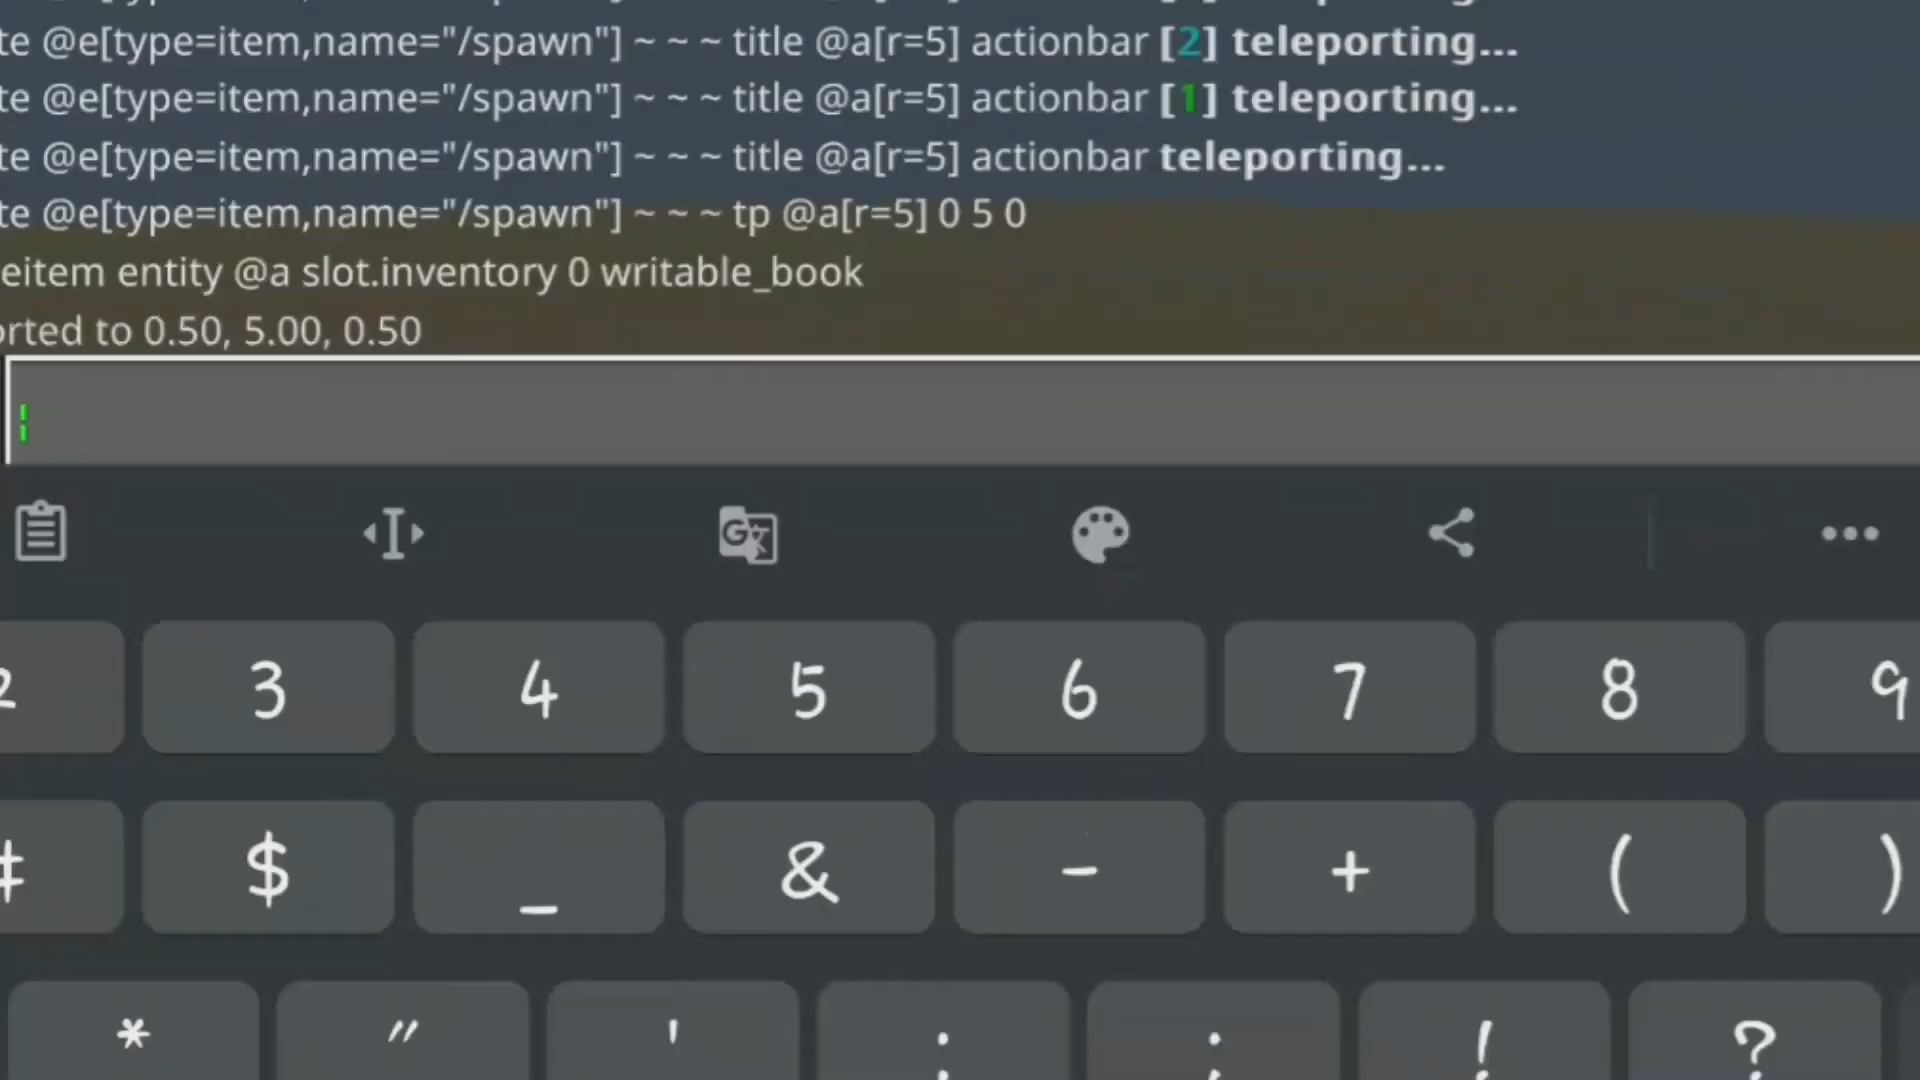 te @e[type=item,name="/spawn"] ~ ~ ~ title @a[r=5] actionbar [2] teleporting...
te @e[type=item,name="/spawn"] ~ ~ ~ title @a[r=5] actionbar [1] teleporting...
te @e[type=item,name="/spawn"] ~ ~ ~ title @a[r=5] actionbar teleporting...
te @e[type=item,name="/spawn"] ~ ~ ~ tp @a[r=5] 0 5 0
eitem entity @a slot.inventory 0 writable_book
orted to 0.50, 5.00, 0.50
2 3 4 5 6 7 8 9
# $ _ & - + ( )
* " ' : ; ! ?